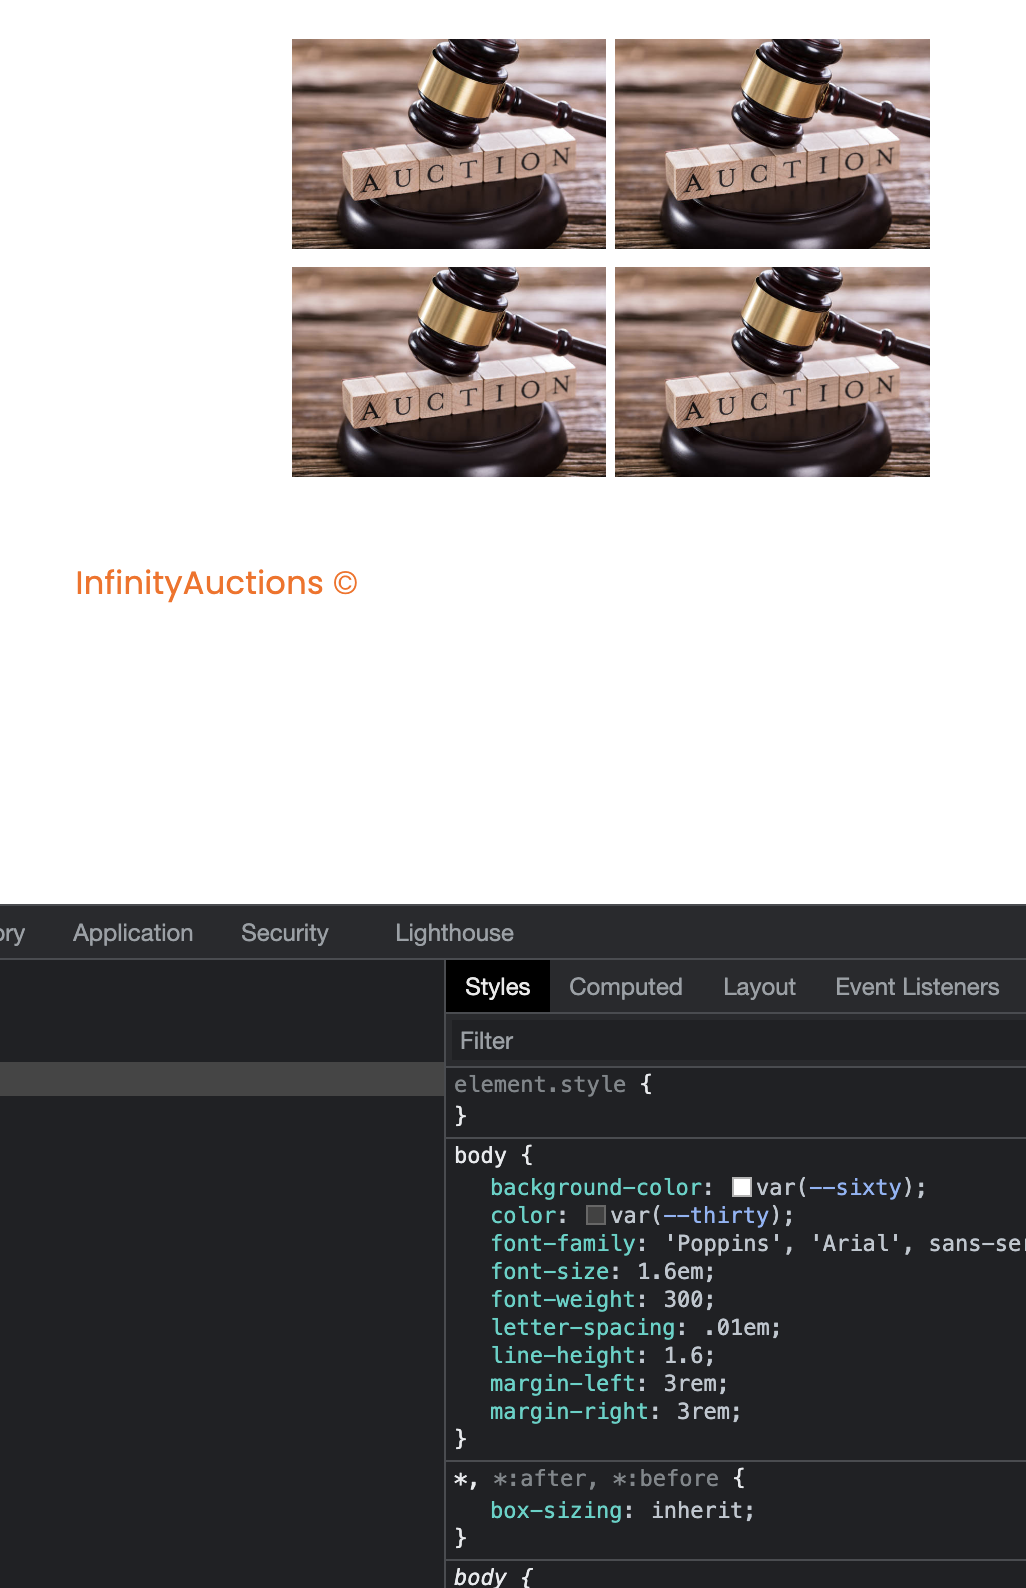 AUCTION AUCTION
AUCTION AUCTION
InfinityAuctions ©
ory Application Security Lighthouse
Styles Computed Layout Event Listeners
Filter
element.style {
}
body {
background-color: var(--sixty);
color: var(--thirty);
font-family: 'Poppins', 'Arial', sans-ser
font-size: 1.6em;
font-weight: 300;
letter-spacing: .01em;
line-height: 1.6;
margin-left: 3rem;
margin-right: 3rem;
}
*, *:after, *:before {
box-sizing: inherit;
}
body {